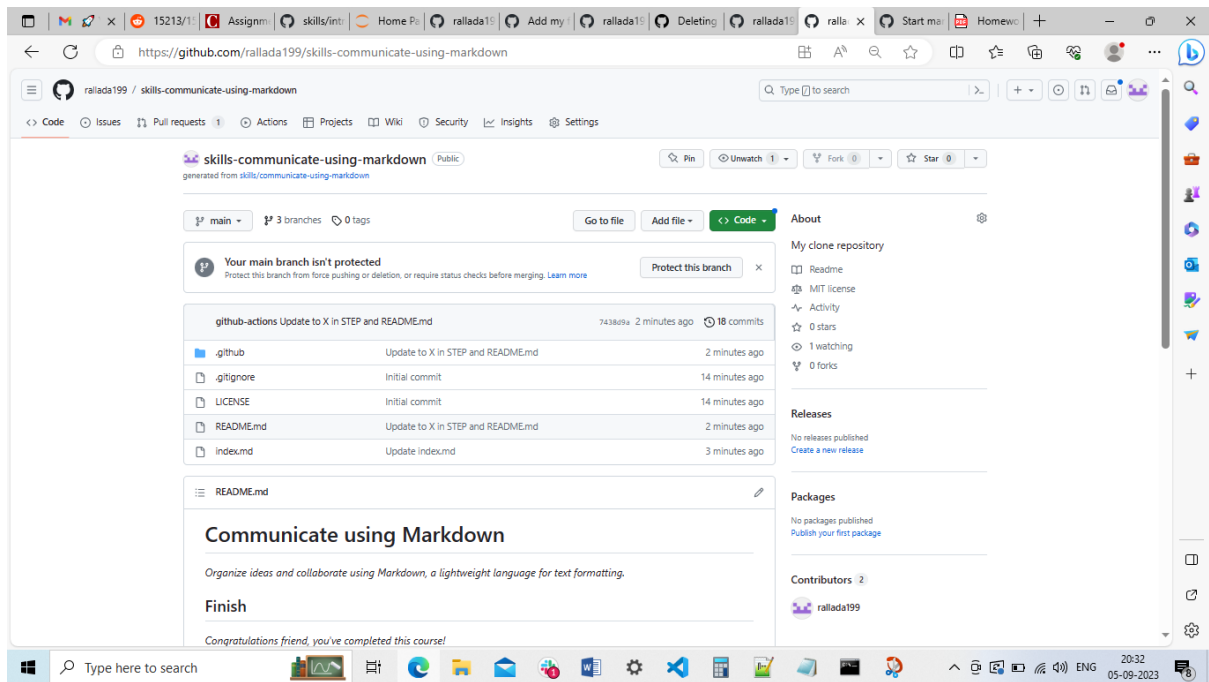 15213/1!
Assignme
skills/intr
Home Pa
rallada19
Add my f
rallada19
Deleting
rallada19
ralla
Start ma
Homewo
https://github.com/rallada199/skills-communicate-using-markdown
rallada199 / skills-communicate-using-markdown
Type / to search
<> Code Issues Pull requests 1 Actions Projects Wiki Security Insights Settings
skills-communicate-using-markdown Public
Pin Unwatch 1 Fork 0 Star 0
generated from skills/communicate-using-markdown
main 3 branches 0 tags Go to file Add file <> Code
About
My clone repository
Readme
MIT license
Activity
0 stars
1 watching
0 forks
Your main branch isn't protected
Protect this branch from force pushing or deletion, or require status checks before merging. Learn more
Protect this branch
github-actions Update to X in STEP and README.md 7438d9a 2 minutes ago 18 commits
.github Update to X in STEP and README.md 2 minutes ago
.gitignore Initial commit 14 minutes ago
LICENSE Initial commit 14 minutes ago
README.md Update to X in STEP and README.md 2 minutes ago
index.md Update index.md 3 minutes ago
Releases
No releases published
Create a new release
README.md
Communicate using Markdown
Organize ideas and collaborate using Markdown, a lightweight language for text formatting.
Finish
Congratulations friend, you've completed this course!
Packages
No packages published
Publish your first package
Contributors 2
rallada199
Type here to search
ENG
20:32
05-09-2023
8